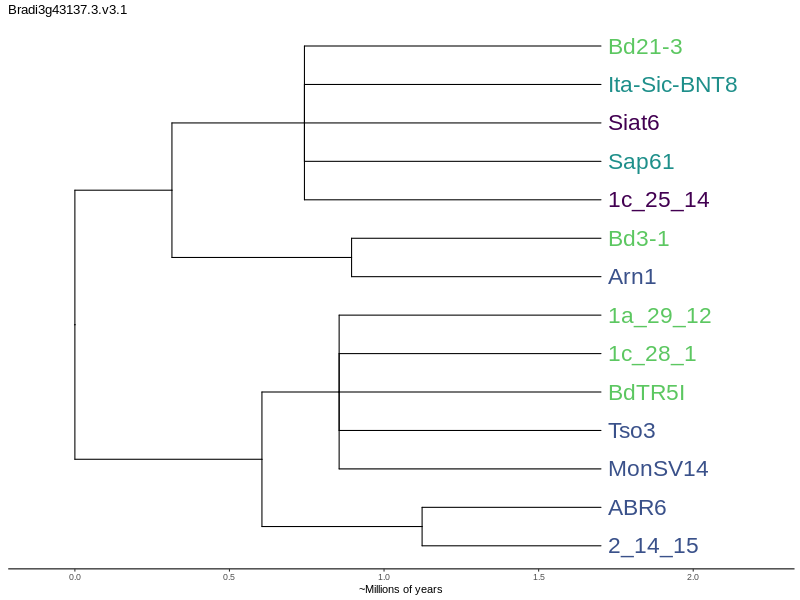 Bradi3g43137.3.v3.1
Bd21-3
Ita-Sic-BNT8
Siat6
Sap61
1c_25_14
Bd3-1
Arn1
1a_29_12
1c_28_1
BdTR5I
Tso3
MonSV14
ABR6
2_14_15
0.0 0.5 1.0 1.5 2.0
~Millions of years